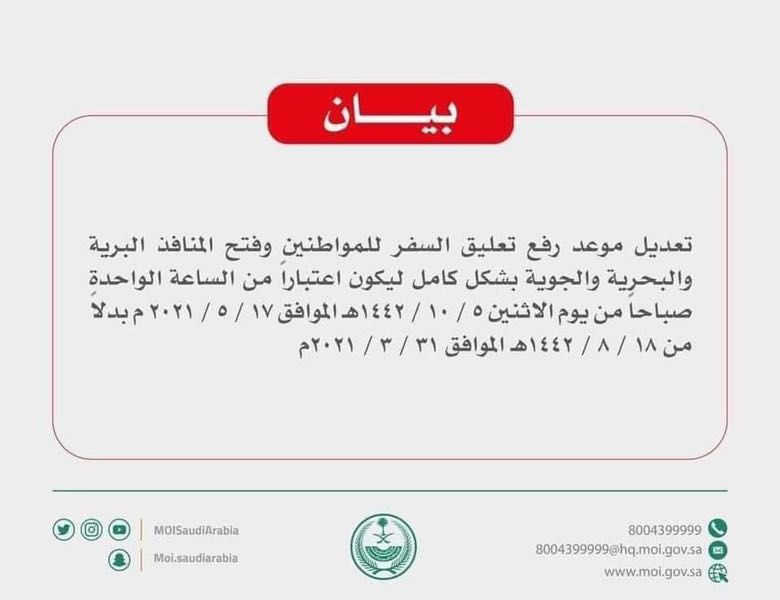 بيـــــان
تعديل موعد رفع تعليق السفر للمواطنين وفتح المنافذ البرية
والبحرية والجوية بشكل كامل ليكون اعتباراً من الساعة الواحدة
صباحاً من يوم الاثنين ٥ / ١٠ / ١٤٤٢هـ الموافق ١٧ / ٥ / ٢٠٢١ م بدلاً
من ١٨ / ٨ / ١٤٤٢هـ الموافق ٣١ / ٣ / ٢٠٢١م
MOISaudiArabia
Moi.saudiarabia
8004399999
8004399999@hq.moi.gov.sa
www.moi.gov.sa